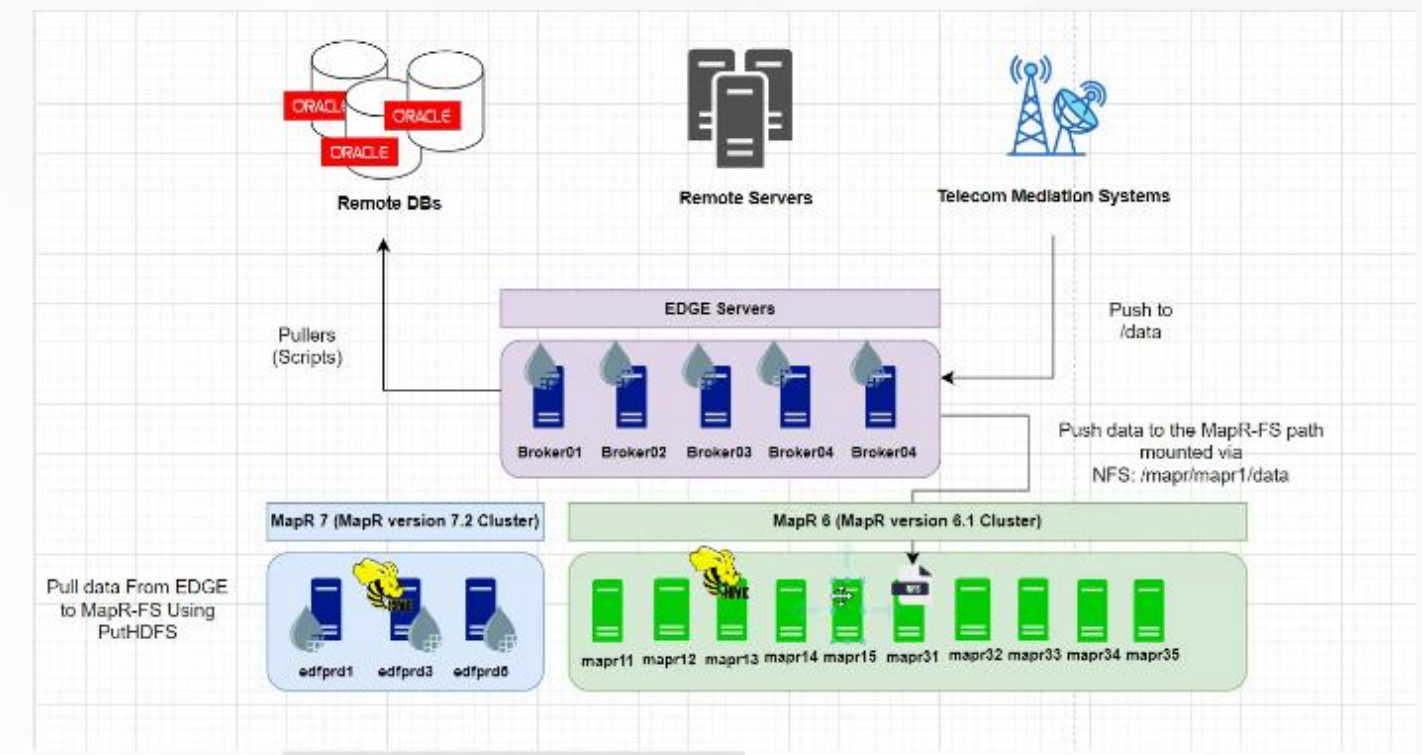 ORACLE
ORACLE
ORACLE
Remote DBs
Remote Servers
Telecom Mediation Systems
EDGE Servers
Pullers
(Scripts)
Push to
/data
Broker01 Broker02 Broker03 Broker04 Broker04
Push data to the MapR-FS path
mounted via
NFS: /mapr/mapr1/data
MapR 7 (MapR version 7.2 Cluster)
MapR 6 (MapR version 6.1 Cluster)
Pull data From EDGE
to MapR-FS Using
PutHDFS
HIVE
edfprd1 edfprd3 edfprd6
HIVE
NFS
mapr11 mapr12 mapr13 mapr14 mapr15 mapr31 mapr32 mapr33 mapr34 mapr35